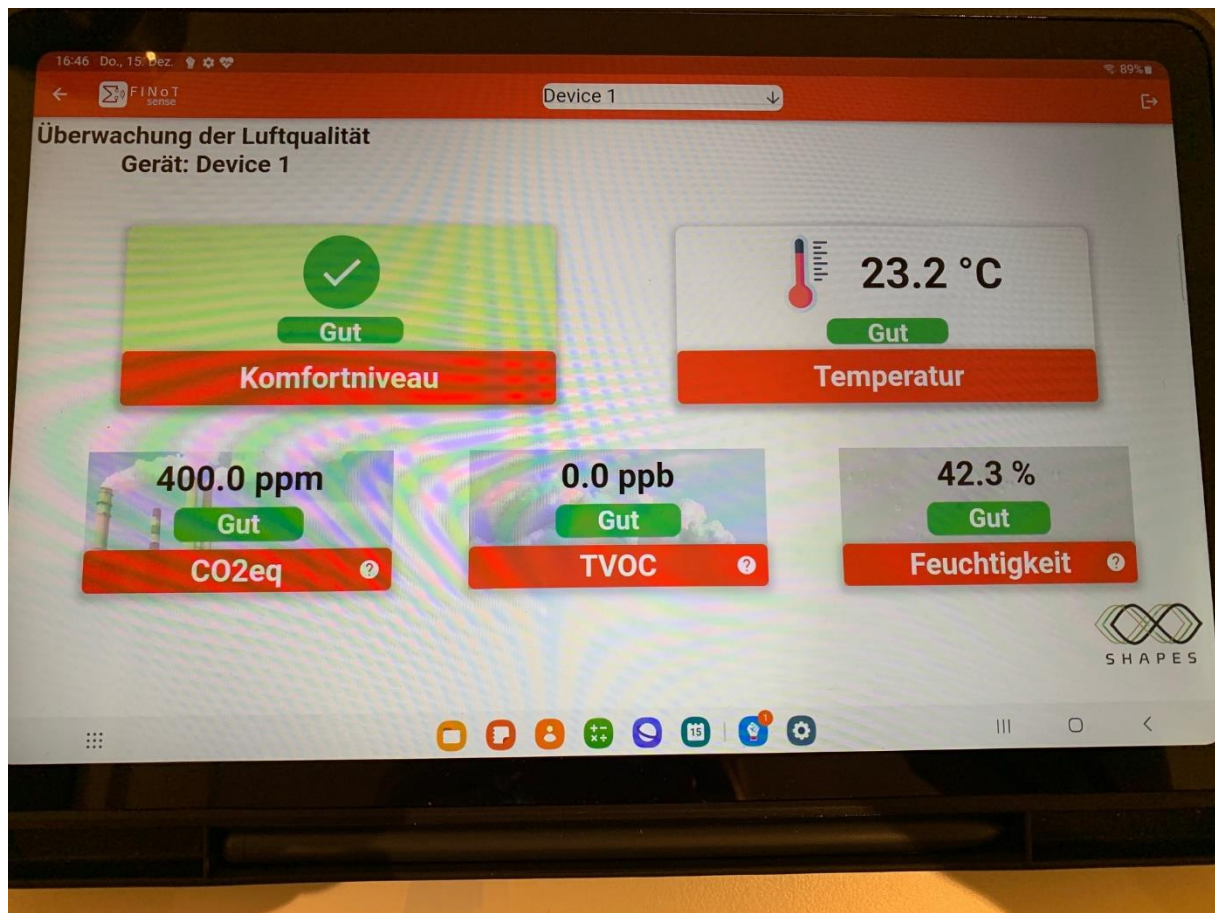 16:46 Do., 15. Dez.
89%
FINoT
sense
Device 1
Überwachung der Luftqualität
Gerät: Device 1
Gut
Komfortniveau
23.2 °C
Gut
Temperatur
400.0 ppm
Gut
CO2eq ?
0.0 ppb
Gut
TVOC ?
42.3 %
Gut
Feuchtigkeit ?
SHAPES
15
1